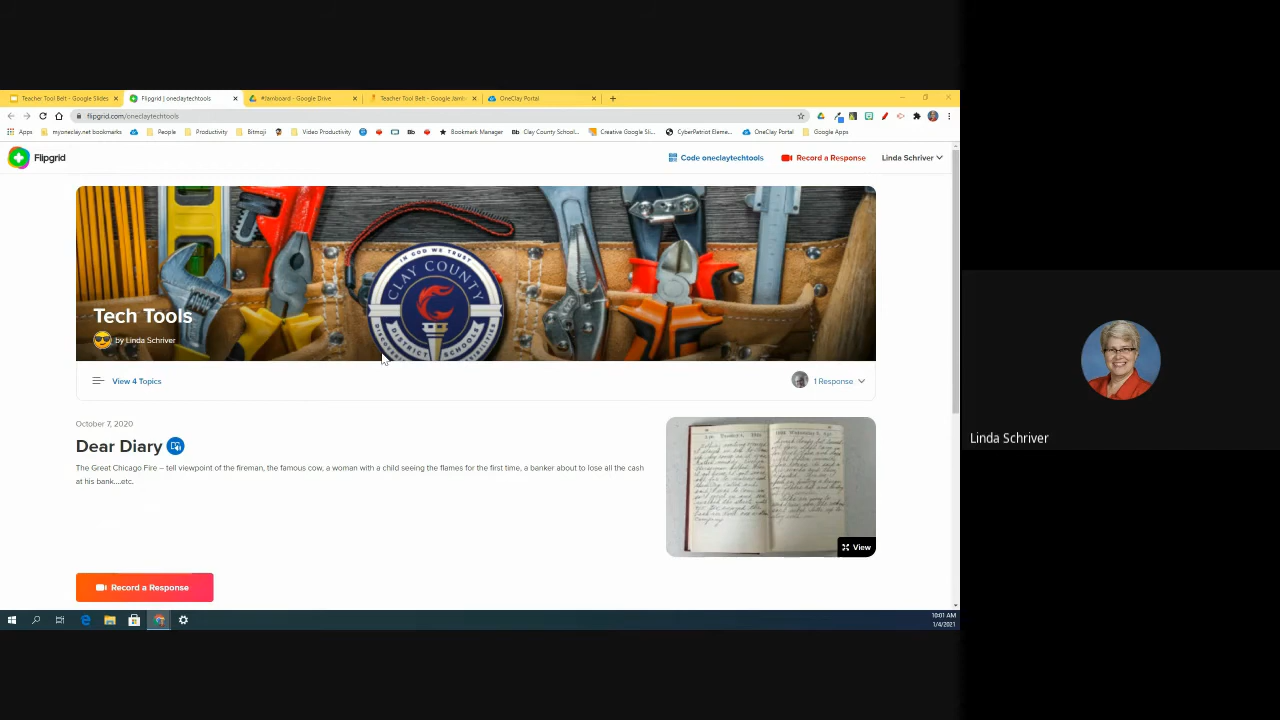 Teacher Tool Belt - Google Slides
Flipgrid | oneclaytechtools
#Jamboard - Google Drive
Teacher Tool Belt - Google Jamb
OneClay Portal
flipgrid.com/oneclaytechtools
Apps
myoneclay.net bookmarks
People
Productivity
Bitmoji
Video Productivity
Bb
Bookmark Manager
Bb Clay County School...
Creative Google Sli...
CyberPatriot Eleme...
OneClay Portal
Google Apps
Flipgrid
Code oneclaytechtools
Record a Response
Linda Schriver
IN GOD WE TRUST
CLAY COUNTY
DISTRICT SCHOOLS
Tech Tools
by Linda Schriver
View 4 Topics
1 Response
October 7, 2020
Dear Diary
The Great Chicago Fire – tell viewpoint of the fireman, the famous cow, a woman with a child seeing the flames for the first time, a banker about to lose all the cash
at his bank....etc.
View
Record a Response
10:01 AM
1/4/2021
Linda Schriver